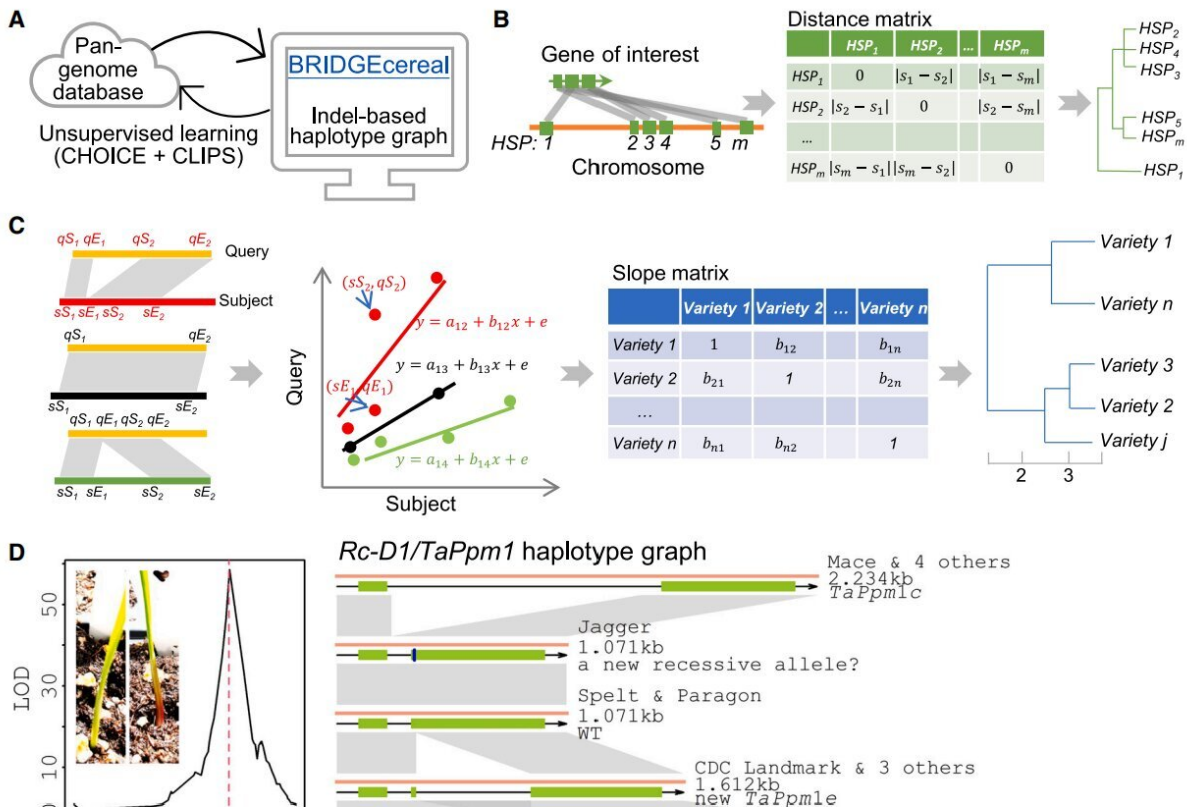 A
Pan-
genome
database
Unsupervised learning
(CHOICE + CLIPS)
BRIDGEcereal
Indel-based
haplotype graph
B
Gene of interest
HSP: 1 2 3 4 5 m
Chromosome
Distance matrix
HSP₁ HSP₂ ... HSPₘ
HSP₁ 0 |s₁ − s₂| |s₁ − sₘ|
HSP₂ |s₂ − s₁| 0 |s₂ − sₘ|
...
HSPₘ |sₘ − s₁| |sₘ − s₂| 0
HSP₂
HSP₄
HSP₃
HSP₅
HSPₘ
HSP₁
C
qS₁ qE₁ qS₂ qE₂
Query
Subject
sS₁ sE₁ sS₂ sE₂
qS₁ qE₂
sS₁ sE₂
qS₁ qE₁ qS₂ qE₂
sS₁ sE₁ sS₂ sE₂
Query
(sS₂, qS₂)
y = a₁₂ + b₁₂x + e
y = a₁₃ + b₁₃x + e
(sE₁, qE₁)
y = a₁₄ + b₁₄x + e
Subject
Slope matrix
Variety 1 Variety 2 ... Variety n
Variety 1 1 b₁₂ b₁ₙ
Variety 2 b₂₁ 1 b₂ₙ
...
Variety n bₙ₁ bₙ₂ 1
Variety 1
Variety n
Variety 3
Variety 2
Variety j
2 3
D
LOD
50
30
10
0
Rc-D1/TaPpm1 haplotype graph
Mace & 4 others
2.234kb
TaPpm1c
Jagger
1.071kb
a new recessive allele?
Spelt & Paragon
1.071kb
WT
CDC Landmark & 3 others
1.612kb
new TaPpm1e